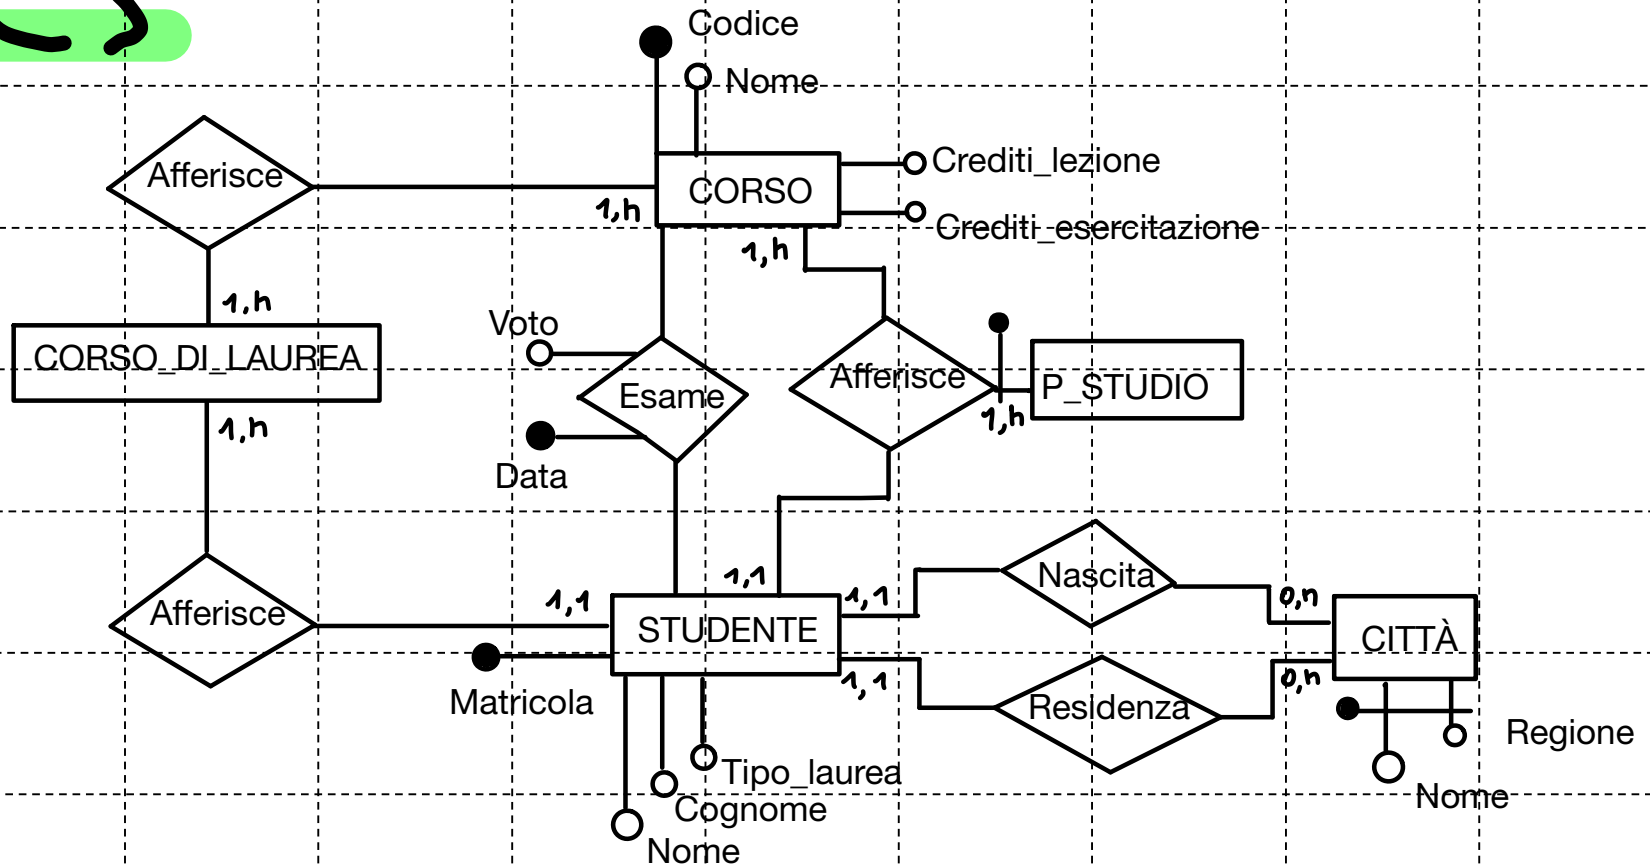 Codice
Nome
Afferisce
CORSO
Crediti_lezione
1,n
Crediti_esercitazione
1,n
1,n
Voto
CORSO_DI_LAUREA
Esame
Afferisce
P_STUDIO
1,n
1,n
Data
Afferisce
1,1
1,1
1,1
Nascita
0,n
STUDENTE
CITTÀ
1,1
0,n
Matricola
Residenza
Regione
Tipo_laurea
Cognome
Nome
Nome